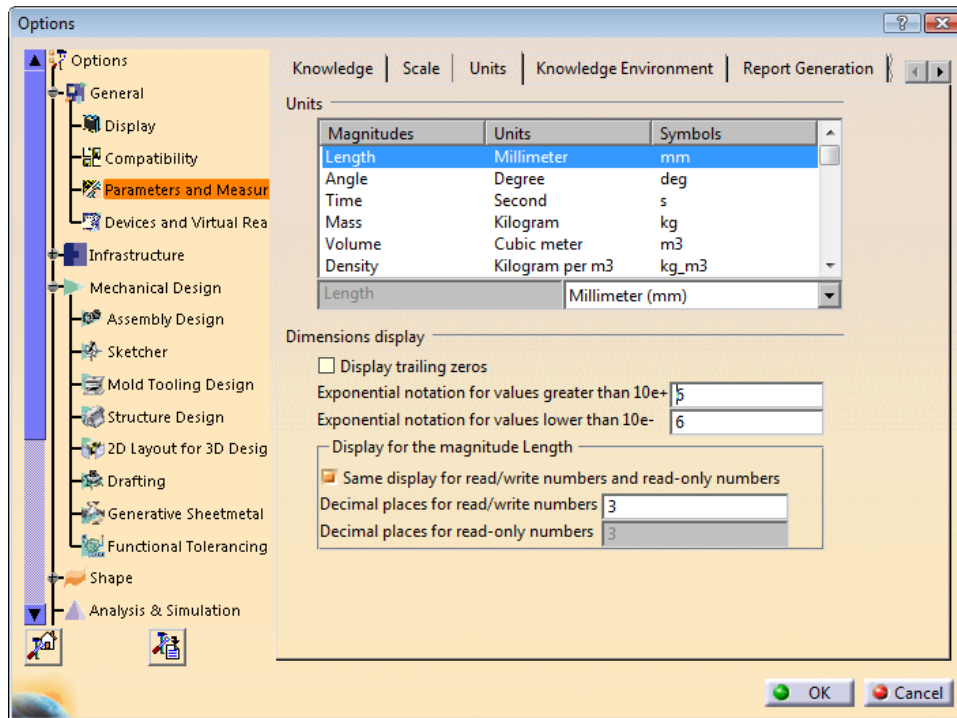 Options
Options
General
Display
Compatibility
Parameters and Measur
Devices and Virtual Rea
Infrastructure
Mechanical Design
Assembly Design
Sketcher
Mold Tooling Design
Structure Design
2D Layout for 3D Desig
Drafting
Generative Sheetmetal
Functional Tolerancing
Shape
Analysis & Simulation
Knowledge Scale Units Knowledge Environment Report Generation
Units
Magnitudes Units Symbols
Length Millimeter mm
Angle Degree deg
Time Second s
Mass Kilogram kg
Volume Cubic meter m3
Density Kilogram per m3 kg_m3
Length Millimeter (mm)
Dimensions display
Display trailing zeros
Exponential notation for values greater than 10e+
Exponential notation for values lower than 10e- 6
Display for the magnitude Length
Same display for read/write numbers and read-only numbers
Decimal places for read/write numbers 3
Decimal places for read-only numbers 3
OK Cancel